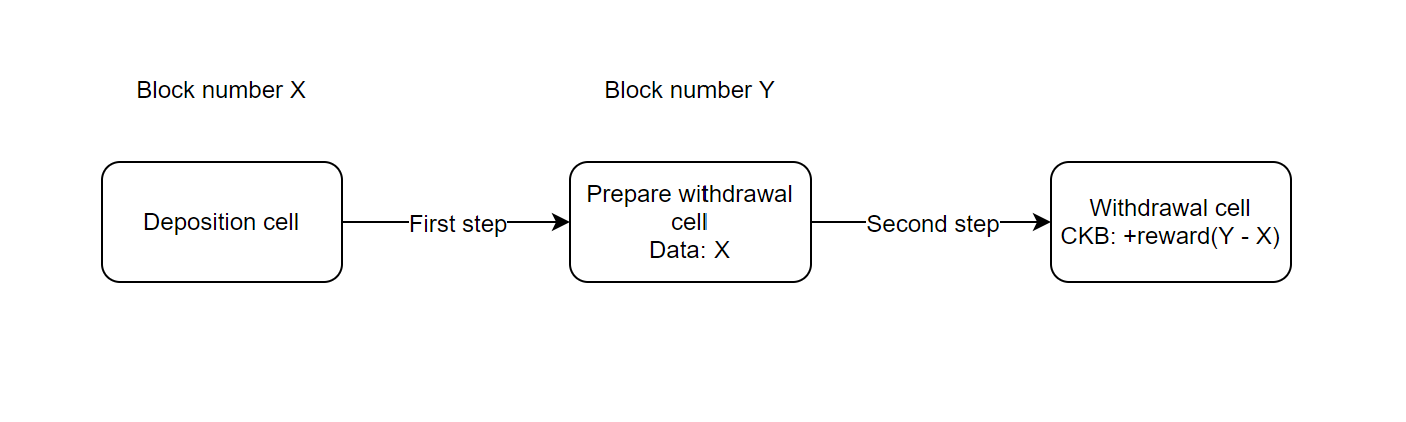 Block number X
Block number Y
Deposition cell
First step
Prepare withdrawal
cell
Data: X
Second step
Withdrawal cell
CKB: +reward(Y - X)